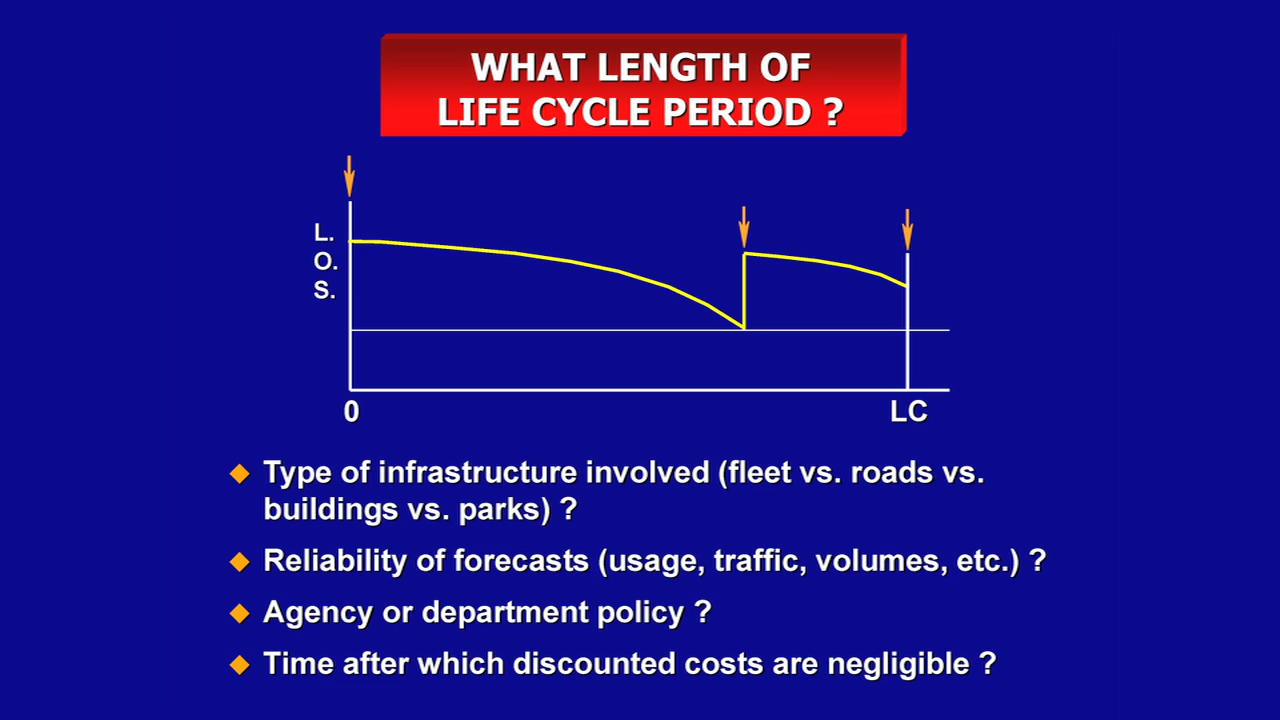 WHAT LENGTH OF
LIFE CYCLE PERIOD ?
L.
O.
S.
0
LC
Type of infrastructure involved (fleet vs. roads vs.
buildings vs. parks) ?
Reliability of forecasts (usage, traffic, volumes, etc.) ?
Agency or department policy ?
Time after which discounted costs are negligible ?